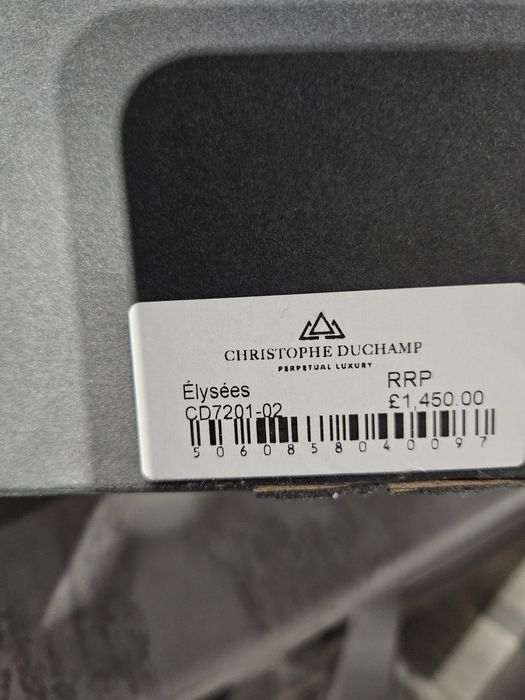 CHRISTOPHE DUCHAMP
PERPETUAL LUXURY
Élysées
CD7201-02
RRP
£1,450.00
5060858040097